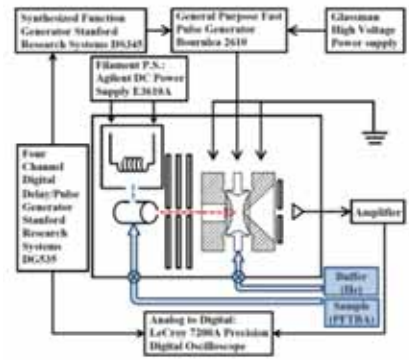 Synthesized Function
Generator Stanford
Research Systems DS345
General Purpose Fast
Pulse Generator
2610
Glassman
High Voltage
Power supply
Filament P.S.:
Agilent DC Power
Supply E3610A
Four
Channel
Digital
Delay/Pulse
Generator
Stanford
Research
Systems
DG535
Amplifier
Buffer
(He)
Sample
(PFTBA)
Analog to Digital:
LeCroy 7200A Precision
Digital Oscilloscope